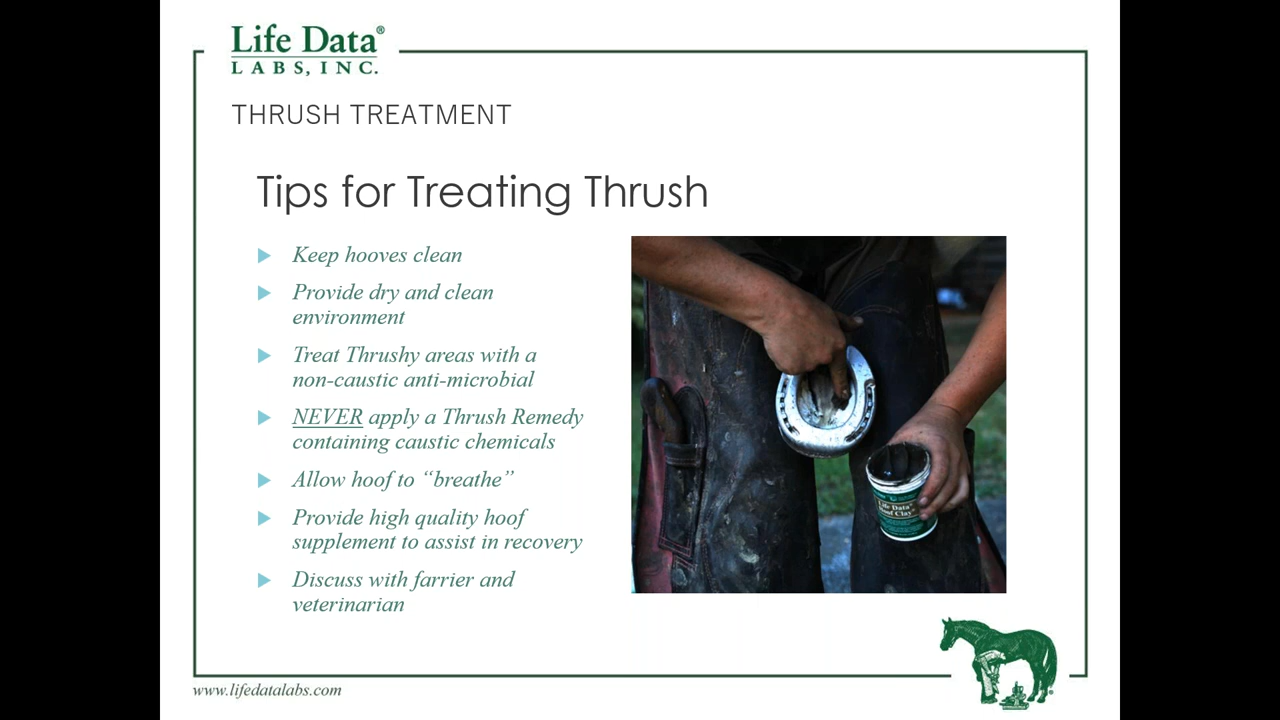 Life Data®
LABS, INC.
THRUSH TREATMENT
Tips for Treating Thrush
Keep hooves clean
Provide dry and clean
environment
Treat Thrushy areas with a
non-caustic anti-microbial
NEVER apply a Thrush Remedy
containing caustic chemicals
Allow hoof to “breathe”
Provide high quality hoof
supplement to assist in recovery
Discuss with farrier and
veterinarian
Life Data®
Hoof Clay®
www.lifedatalabs.com